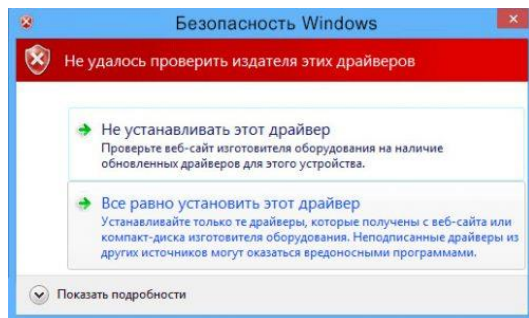 Безопасность Windows
Не удалось проверить издателя этих драйверов
Не устанавливать этот драйвер
Проверьте веб-сайт изготовителя оборудования на наличие
обновленных драйверов для этого устройства.
Все равно установить этот драйвер
Устанавливайте только те драйверы, которые получены с веб-сайта или
компакт-диска изготовителя оборудования. Неподписанные драйверы из
других источников могут оказаться вредоносными программами.
Показать подробности